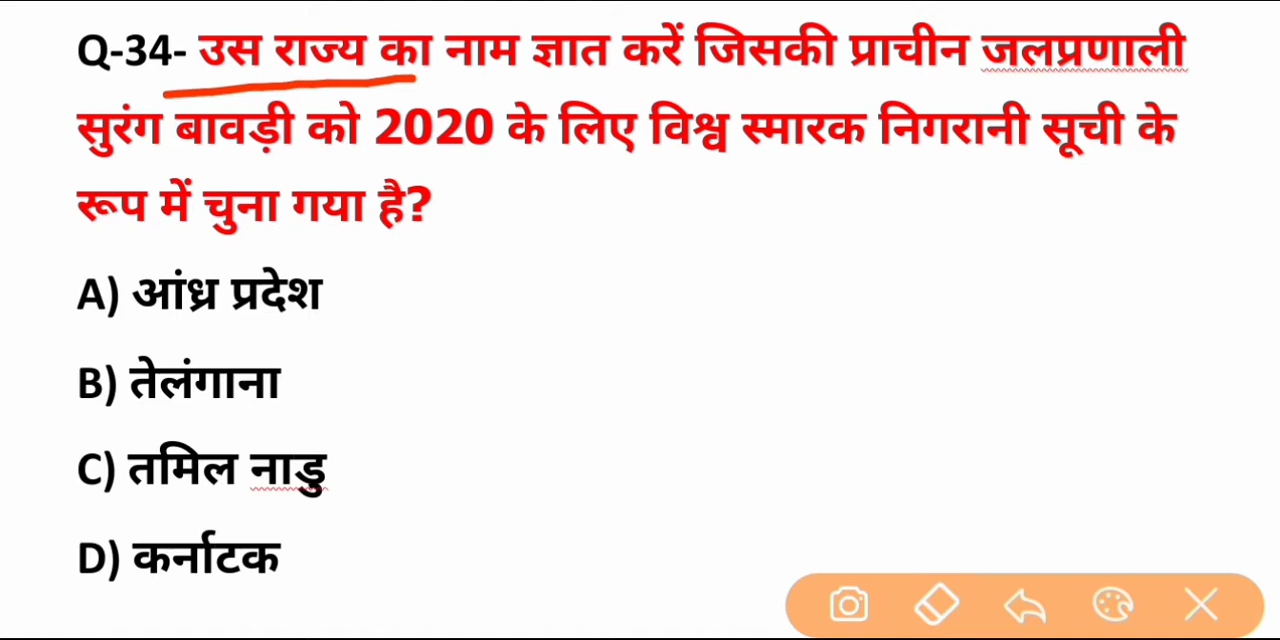 Q-34- उस राज्य का नाम ज्ञात करें जिसकी प्राचीन जलप्रणाली
सुरंग बावड़ी को 2020 के लिए विश्व स्मारक निगरानी सूची के
रूप में चुना गया है?
A) आंध्र प्रदेश
B) तेलंगाना
C) तमिल नाडु
D) कर्नाटक